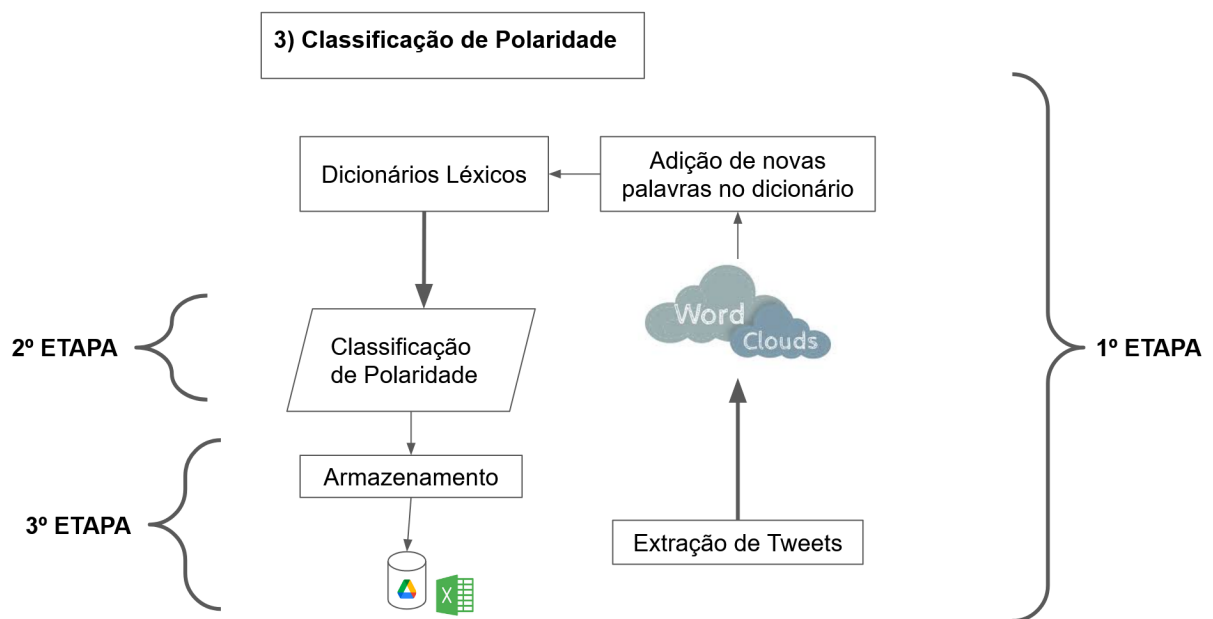 3) Classificação de Polaridade
Dicionários Léxicos
Adição de novas
palavras no dicionário
Word
Clouds
2º ETAPA
Classificação
de Polaridade
1º ETAPA
Armazenamento
3º ETAPA
Extração de Tweets
X